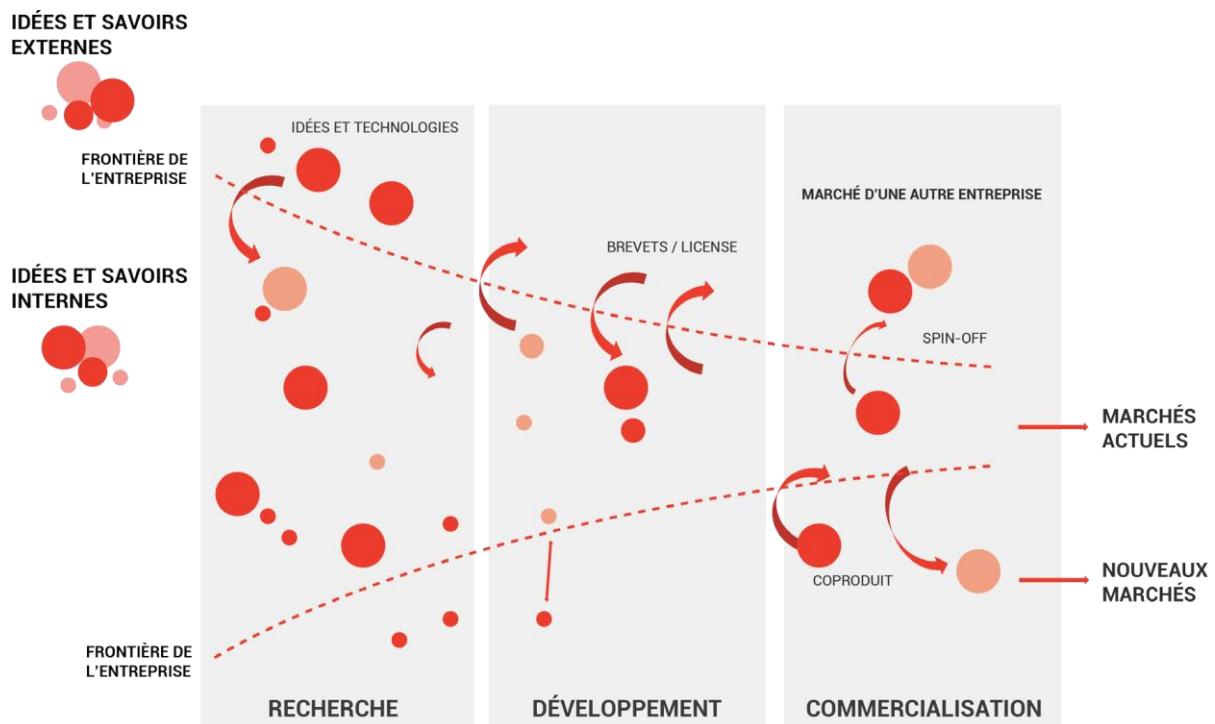 IDÉES ET SAVOIRS
EXTERNES
IDÉES ET TECHNOLOGIES
FRONTIÈRE DE
L'ENTREPRISE
MARCHÉ D'UNE AUTRE ENTREPRISE
BREVETS / LICENSE
IDÉES ET SAVOIRS
INTERNES
SPIN-OFF
MARCHÉS
ACTUELS
COPRODUIT
NOUVEAUX
MARCHÉS
FRONTIÈRE DE
L'ENTREPRISE
RECHERCHE
DÉVELOPPEMENT
COMMERCIALISATION